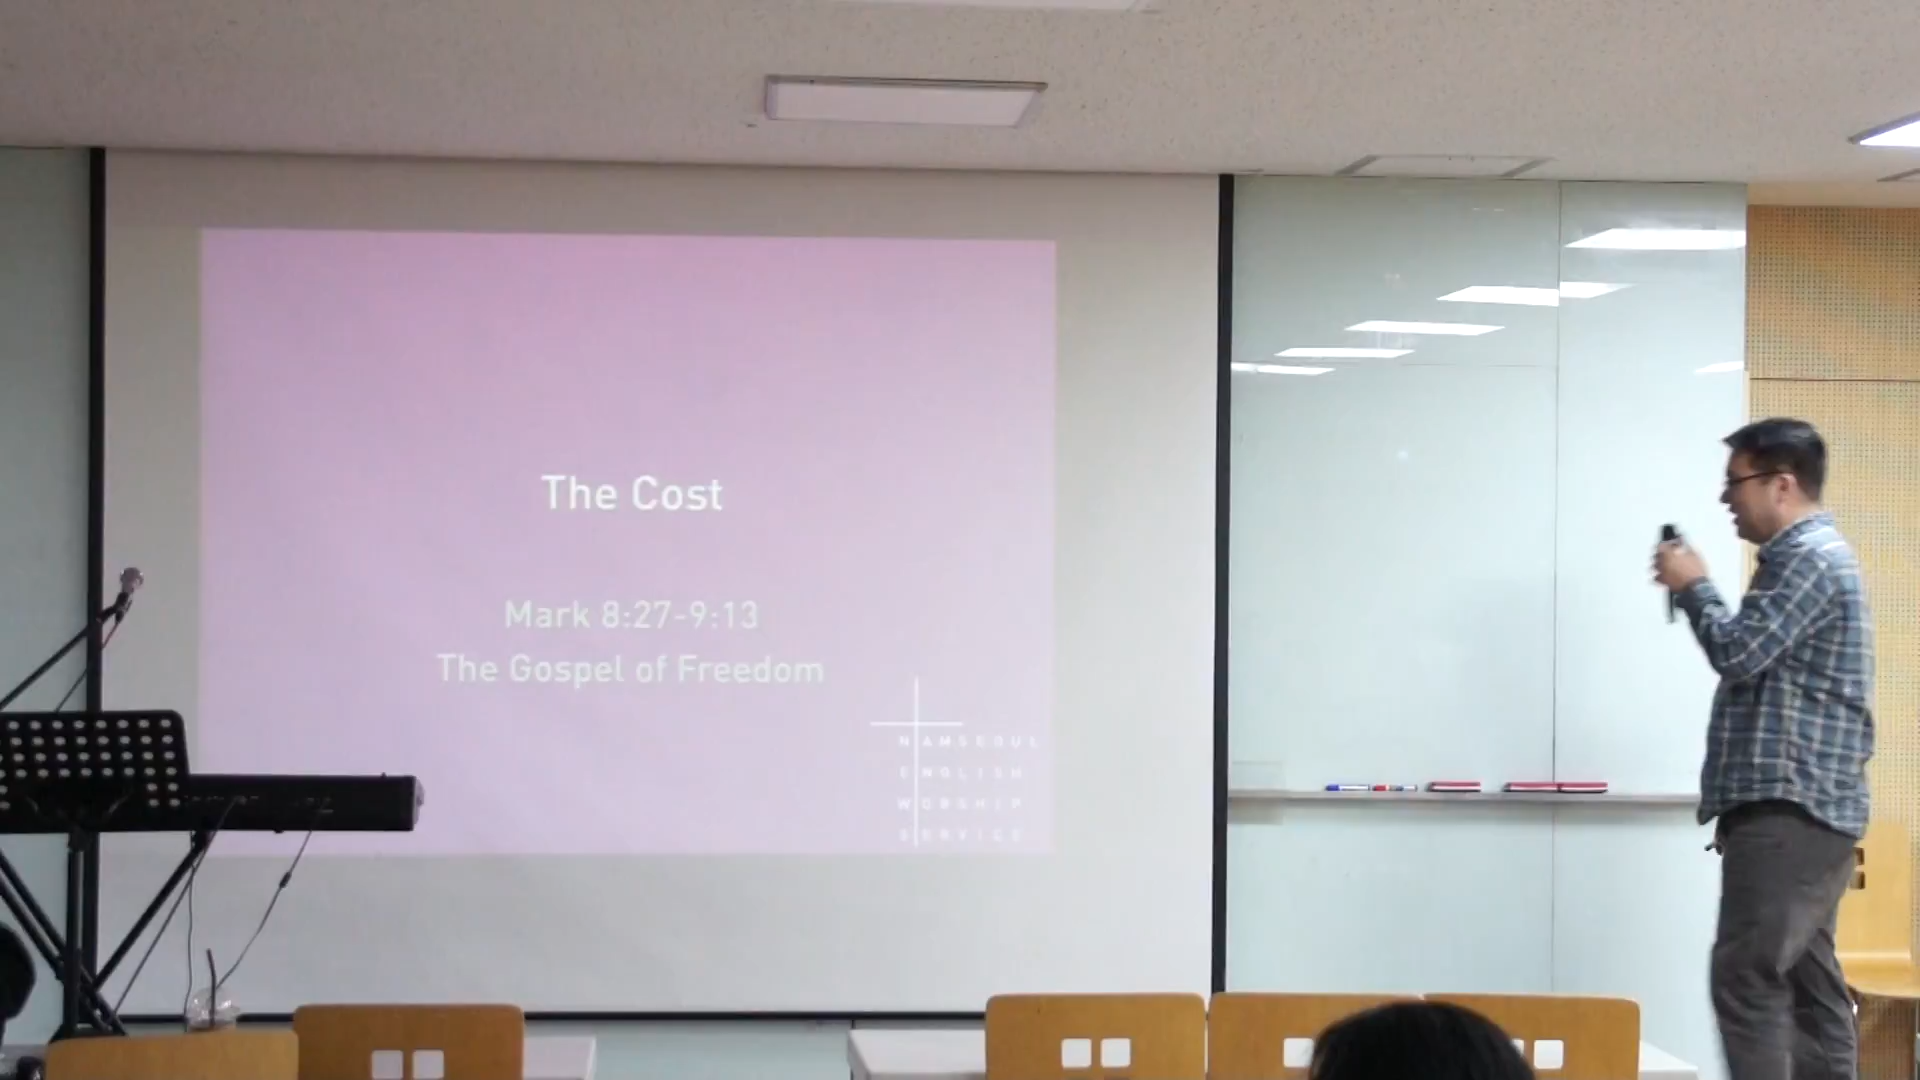 The Cost
Mark 8:27-9:13
The Gospel of Freedom
NAMSEOUL
ENGLISH
WORSHIP
SERVICE